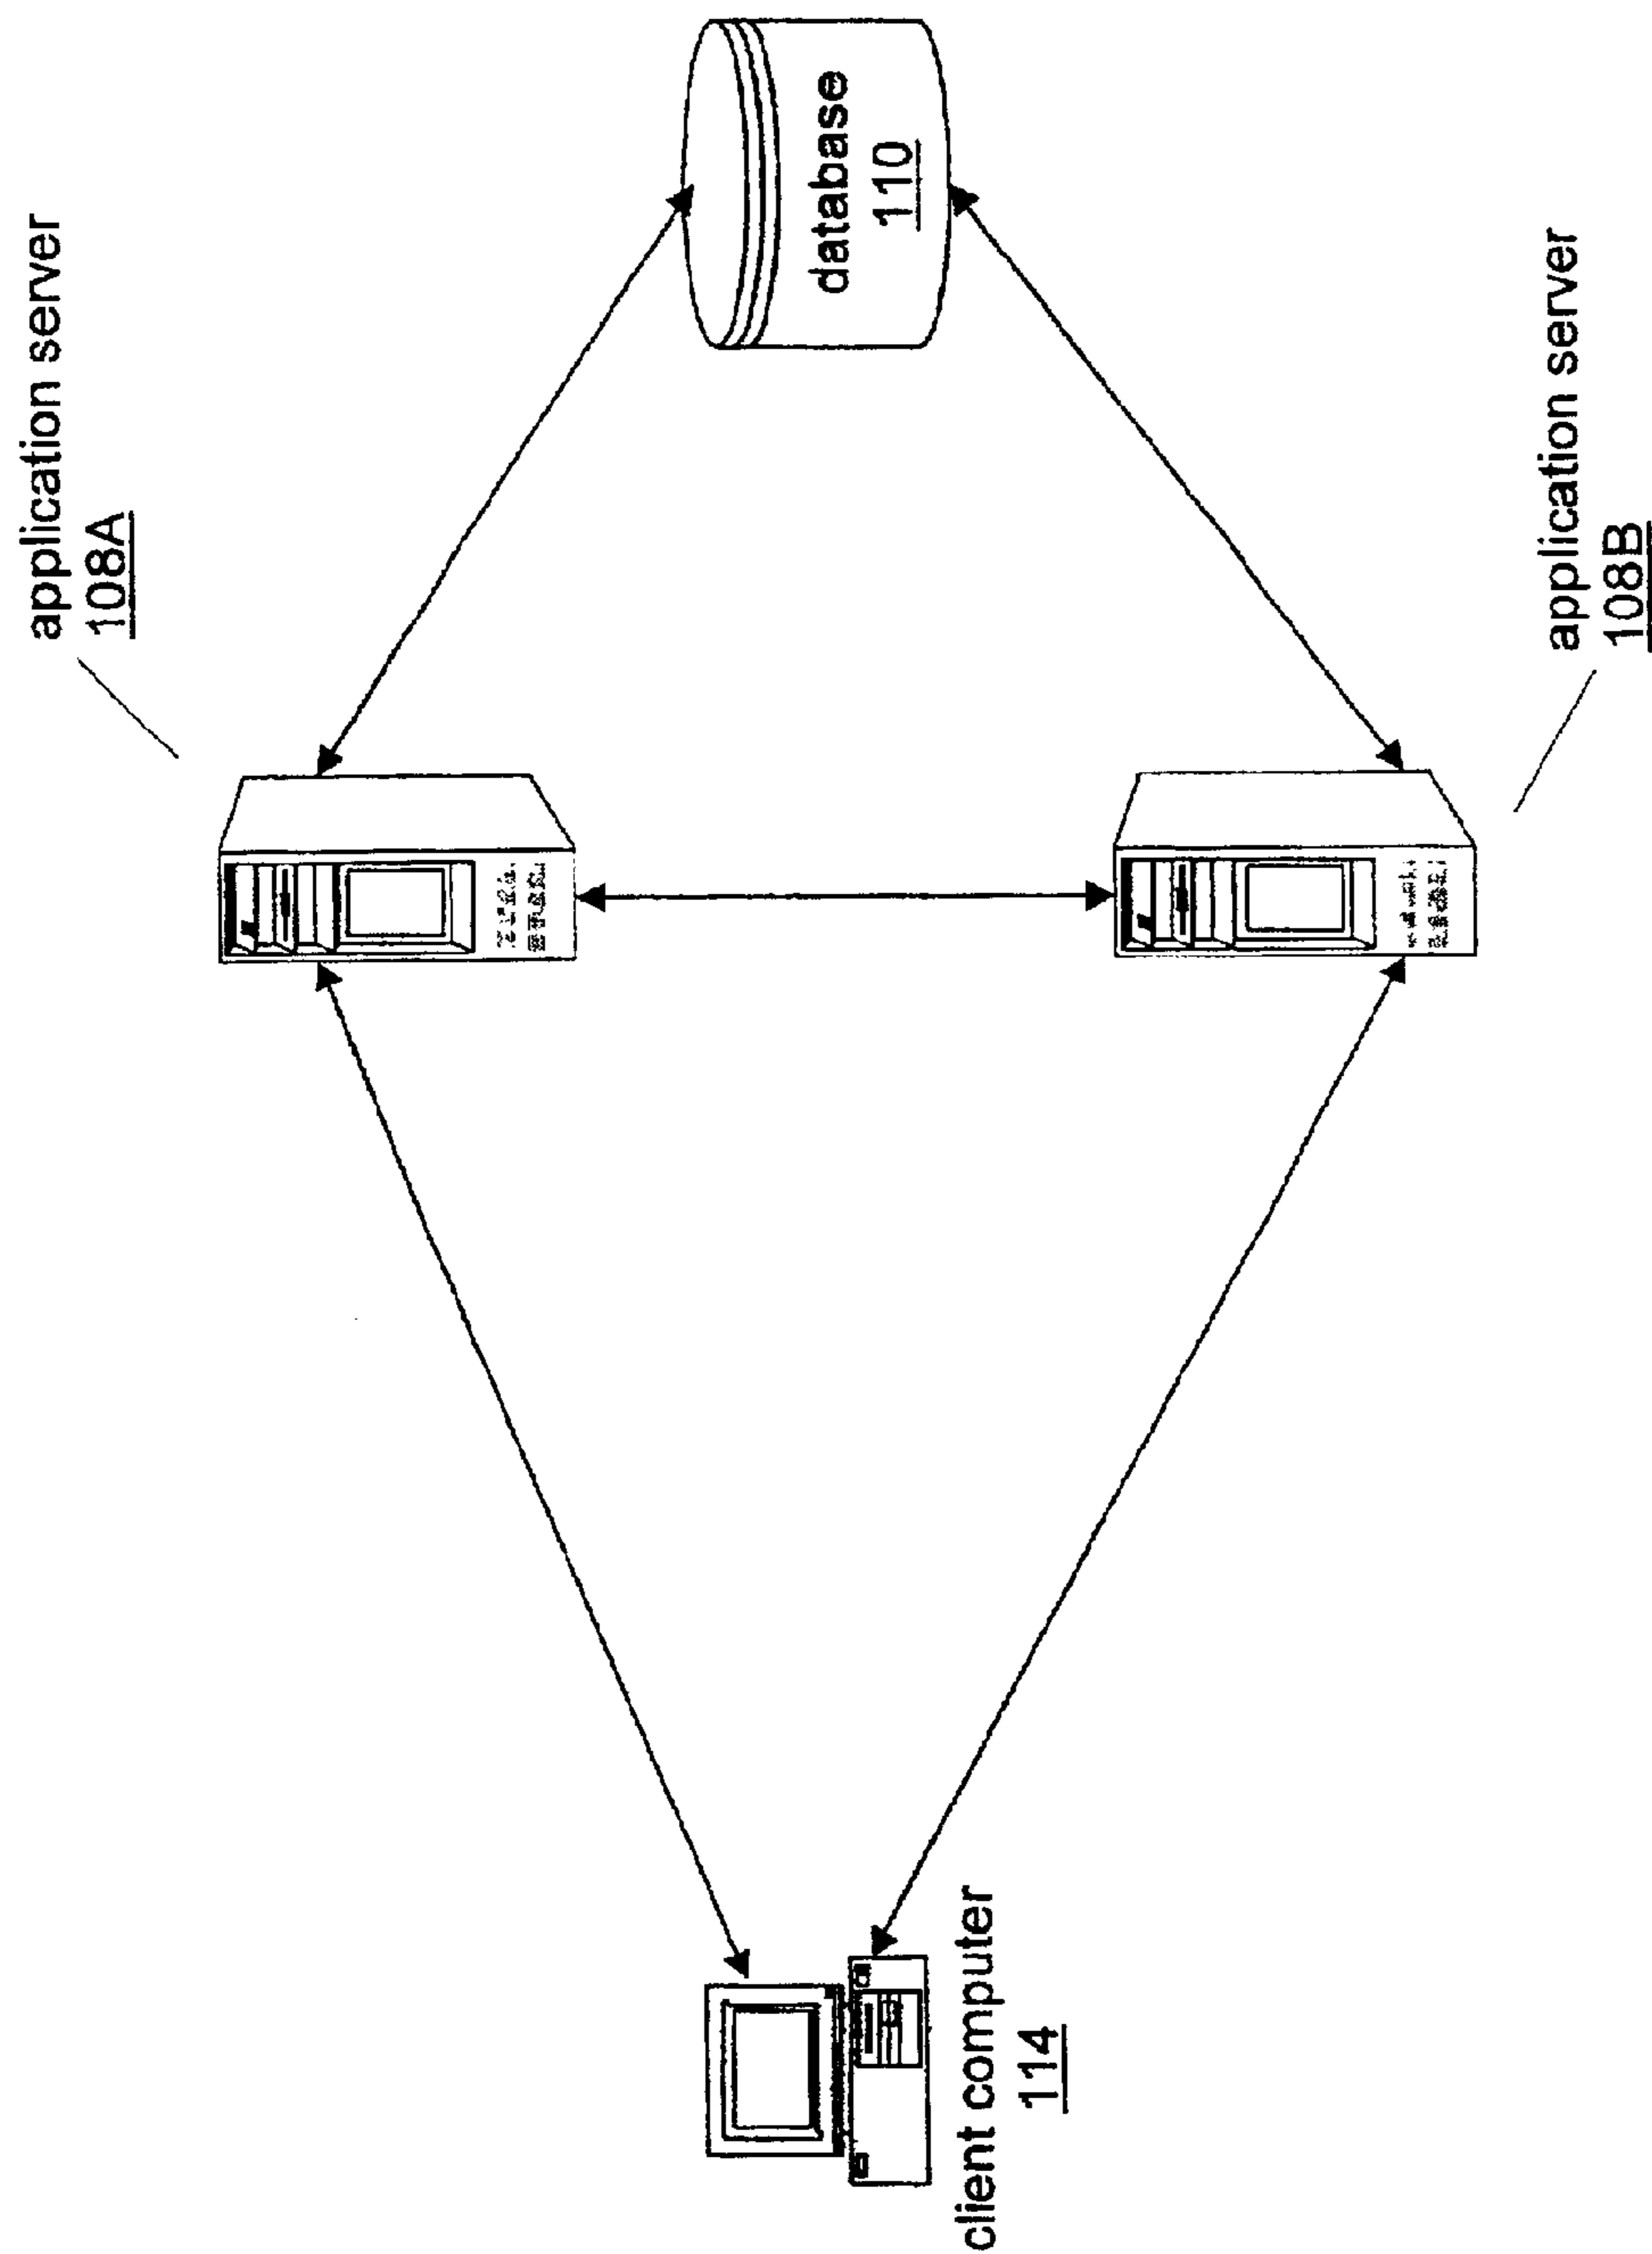 application server
108A
database
110
client computer
114
application server
108B